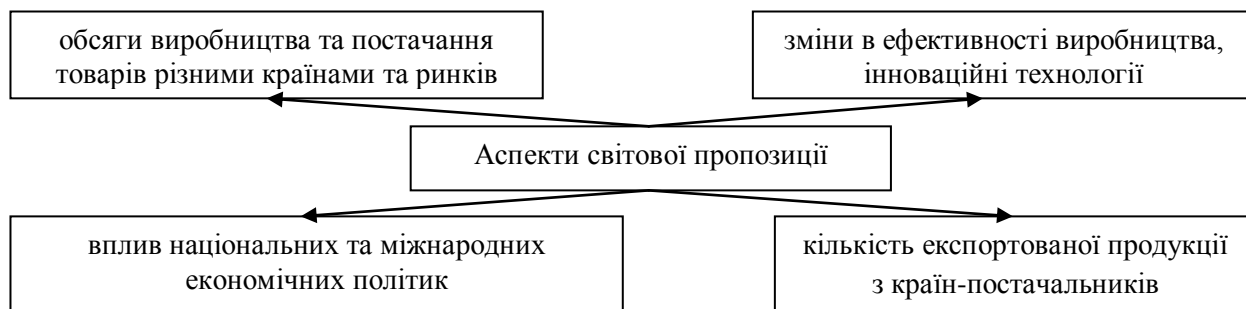 обсяги виробництва та постачання
товарів різними країнами та ринків
зміни в ефективності виробництва,
інноваційні технології
Аспекти світової пропозиції
вплив національних та міжнародних
економічних політик
кількість експортованої продукції
з країн-постачальників